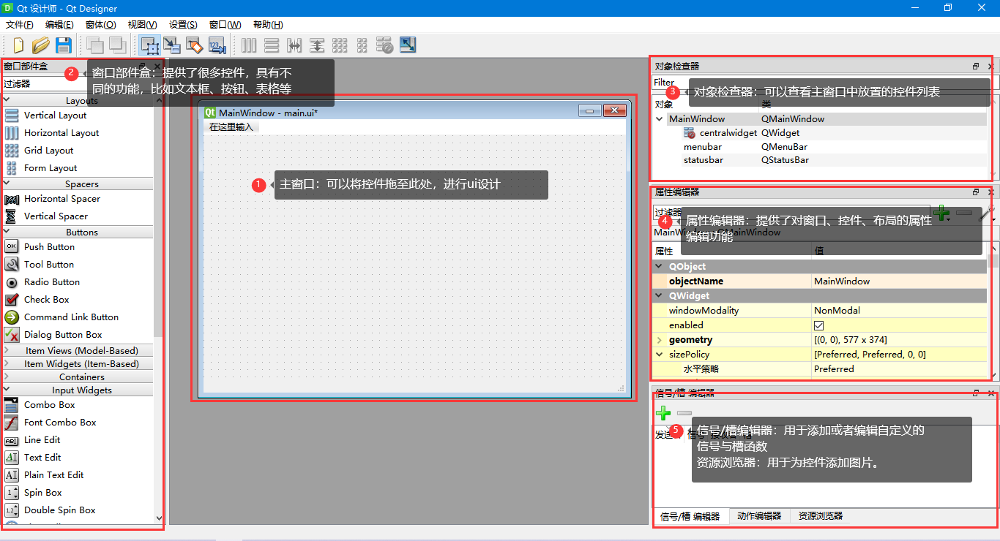 Qt 设计师 - Qt Designer
文件(F) 编辑(E) 窗体(O) 视图(V) 设置(S) 窗口(W) 帮助(H)
窗口部件盒
2
窗口部件盒：提供了很多控件，具有不
同的功能，比如文本框、按钮、表格等
过滤器
Layouts
Vertical Layout
Horizontal Layout
Grid Layout
Form Layout
Spacers
Horizontal Spacer
Vertical Spacer
Buttons
Push Button
Tool Button
Radio Button
Check Box
Command Link Button
Dialog Button Box
Item Views (Model-Based)
Item Widgets (Item-Based)
Containers
Input Widgets
Combo Box
Font Combo Box
Line Edit
Text Edit
Plain Text Edit
Spin Box
Double Spin Box
MainWindow - main.ui*
在这里输入
1
主窗口：可以将控件拖至此处，进行ui设计
对象检查器
Filter
3
对象检查器：可以查看主窗口中放置的控件列表
对象 类
MainWindow QMainWindow
centralwidget QWidget
menubar QMenuBar
statusbar QStatusBar
属性编辑器
过滤器
4
属性编辑器：提供了对窗口、控件、布局的属性
编辑功能
属性 值
QObject
objectName MainWindow
QWidget
windowModality NonModal
enabled
geometry [(0, 0), 577 x 374]
sizePolicy [Preferred, Preferred, 0, 0]
水平策略 Preferred
信号/槽 编辑器
5
信号/槽编辑器：用于添加或者编辑自定义的
信号与槽函数
资源浏览器：用于为控件添加图片。
信号/槽 编辑器 动作编辑器 资源浏览器